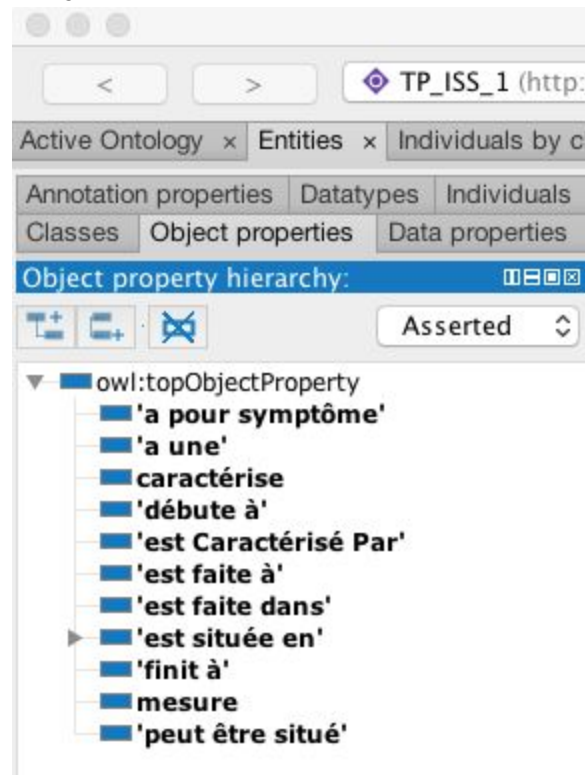 < > TP_ISS_1 (http:
Active Ontology × Entities × Individuals by c
Annotation properties Datatypes Individuals
Classes Object properties Data properties
Object property hierarchy:
Asserted
owl:topObjectProperty
'a pour symptôme'
'a une'
caractérise
'débute à'
'est Caractérisé Par'
'est faite à'
'est faite dans'
'est située en'
'finit à'
mesure
'peut être situé'